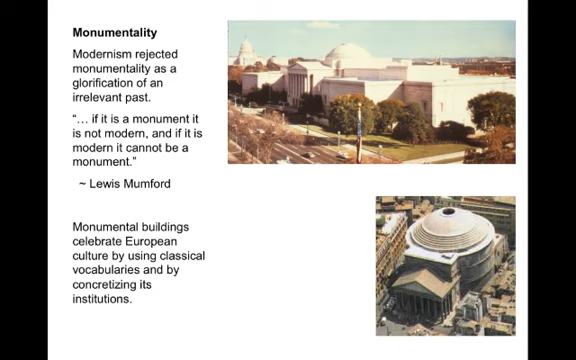 Monumentality
Modernism rejected
monumentality as a
glorification of an
irrelevant past.
“… if it is a monument it
is not modern, and if it is
modern it cannot be a
monument.”
~ Lewis Mumford
Monumental buildings
celebrate European
culture by using classical
vocabularies and by
concretizing its
institutions.